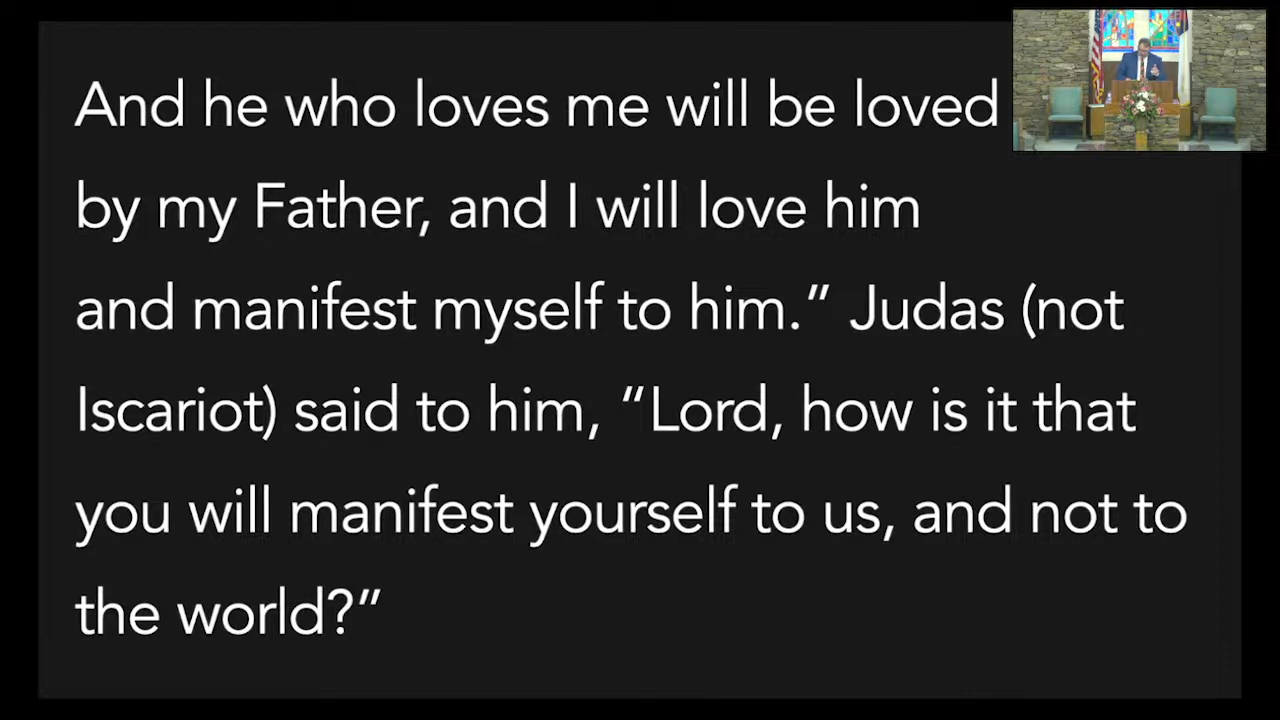 And he who loves me will be loved
by my Father, and I will love him
and manifest myself to him.” Judas (not
Iscariot) said to him, “Lord, how is it that
you will manifest yourself to us, and not to
the world?”